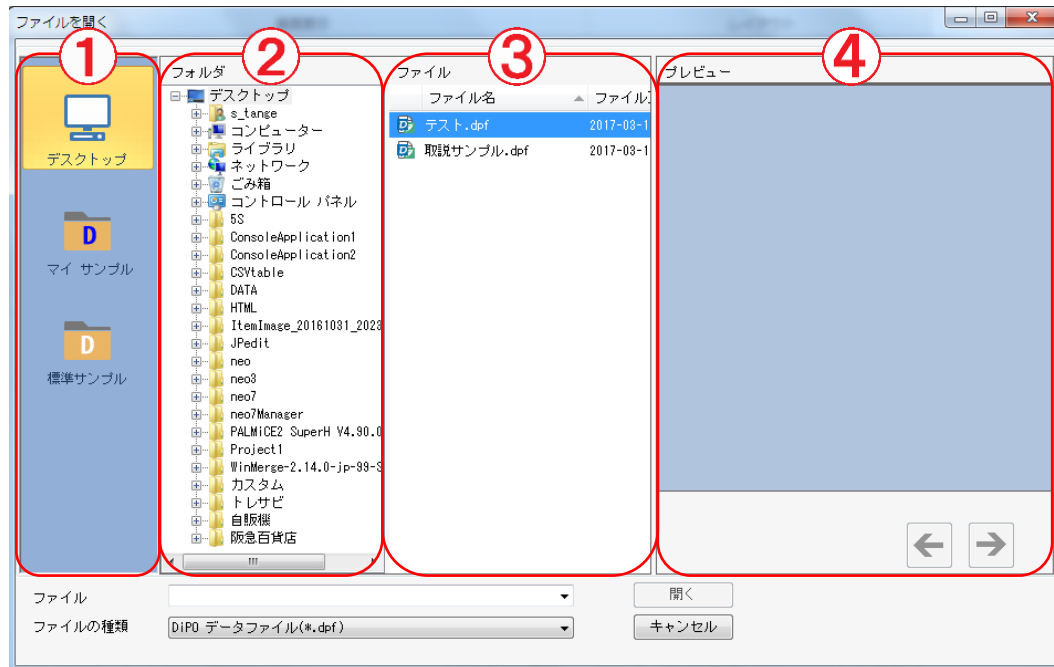 ファイルを開く
①
②
③
④
デスクトップ
D
マイ サンプル
D
標準サンプル
フォルダ
デスクトップ
s_tange
コンピューター
ライブラリ
ネットワーク
ごみ箱
コントロール パネル
5S
ConsoleApplication1
ConsoleApplication2
CSVtable
DATA
HTML
ItemImage_20161031_2023
JPedit
neo
neo3
neo7
neo7Manager
PALMiCE2 SuperH V4.90.0
Project1
WinMerge-2.14.0-jp-99-S
カスタム
トレサビ
自販機
阪急百貨店
ファイル
ファイル名 ファイル
テスト.dpf 2017-03-1
取説サンプル.dpf 2017-03-1
プレビュー
ファイル
開く
ファイルの種類 DiPO データファイル(*.dpf)
キャンセル